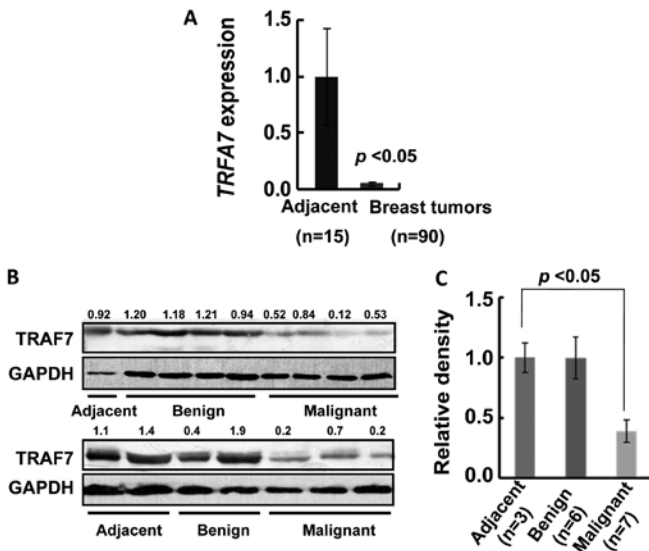 A
TRFA7 expression
1.5
1.0
0.5
0.0
p <0.05
Adjacent Breast tumors
(n=15) (n=90)
B
0.92 1.20 1.18 1.21 0.94 0.52 0.84 0.12 0.53
TRAF7
GAPDH
Adjacent Benign Malignant
1.1 1.4 0.4 1.9 0.2 0.7 0.2
TRAF7
GAPDH
Adjacent Benign Malignant
C
p <0.05
Relative density
1.5
1.0
0.5
0.0
Adjacent (n=3)
Benign (n=6)
Malignant (n=7)